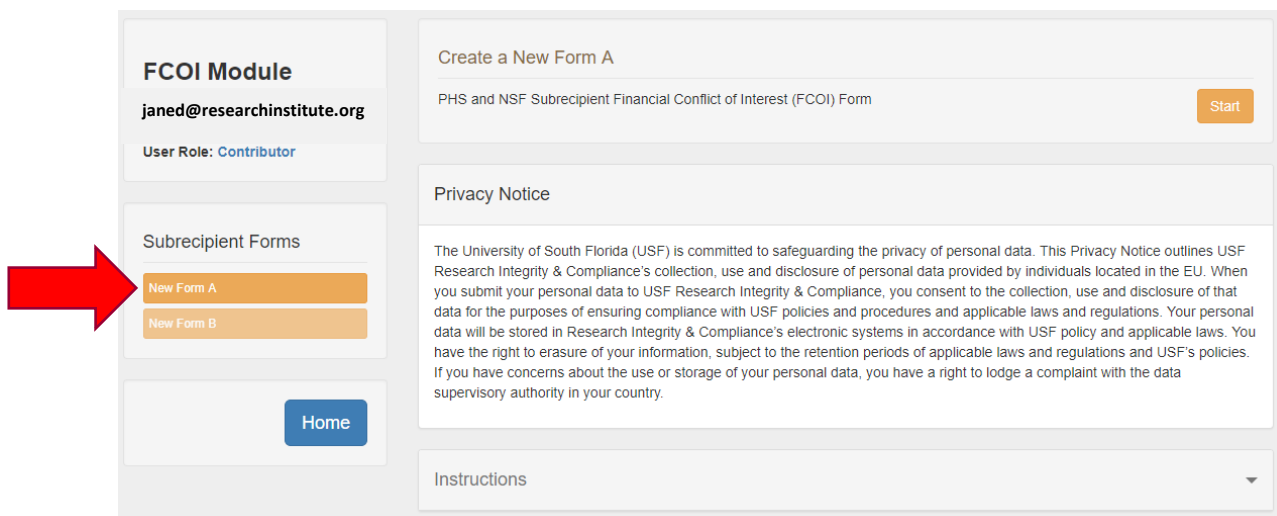 FCOI Module
janed@researchinstitute.org
User Role: Contributor
Subrecipient Forms
New Form A
New Form B
Home
Create a New Form A
PHS and NSF Subrecipient Financial Conflict of Interest (FCOI) Form
Start
Privacy Notice
The University of South Florida (USF) is committed to safeguarding the privacy of personal data. This Privacy Notice outlines USF
Research Integrity & Compliance's collection, use and disclosure of personal data provided by individuals located in the EU. When
you submit your personal data to USF Research Integrity & Compliance, you consent to the collection, use and disclosure of that
data for the purposes of ensuring compliance with USF policies and procedures and applicable laws and regulations. Your personal
data will be stored in Research Integrity & Compliance's electronic systems in accordance with USF policy and applicable laws. You
have the right to erasure of your information, subject to the retention periods of applicable laws and regulations and USF's policies.
If you have concerns about the use or storage of your personal data, you have a right to lodge a complaint with the data
supervisory authority in your country.
Instructions